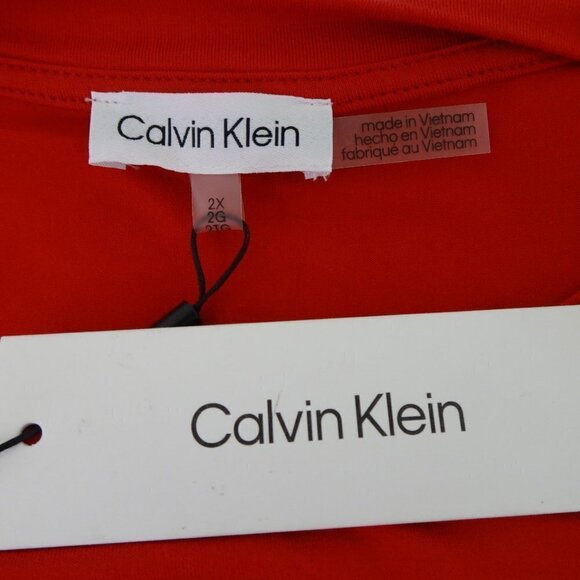 Calvin Klein
made in Vietnam
hecho en Vietnam
fabriqué au Vietnam
2X
2G
Calvin Klein